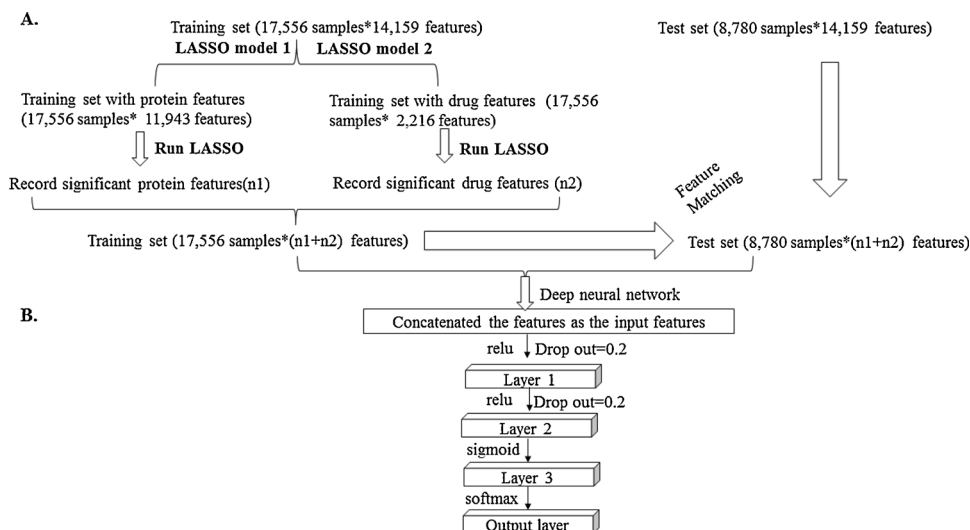 A.
Training set (17,556 samples*14,159 features)
Test set (8,780 samples*14,159 features)
LASSO model 1
LASSO model 2
Training set with protein features
(17,556 samples* 11,943 features)
Training set with drug features (17,556
samples* 2,216 features)
Run LASSO
Run LASSO
Record significant protein features(n1)
Record significant drug features (n2)
Feature
Matching
Training set (17,556 samples*(n1+n2) features)
Test set (8,780 samples*(n1+n2) features)
Deep neural network
B.
Concatenated the features as the input features
relu
Drop out=0.2
Layer 1
relu
Drop out=0.2
Layer 2
sigmoid
Layer 3
softmax
Output layer